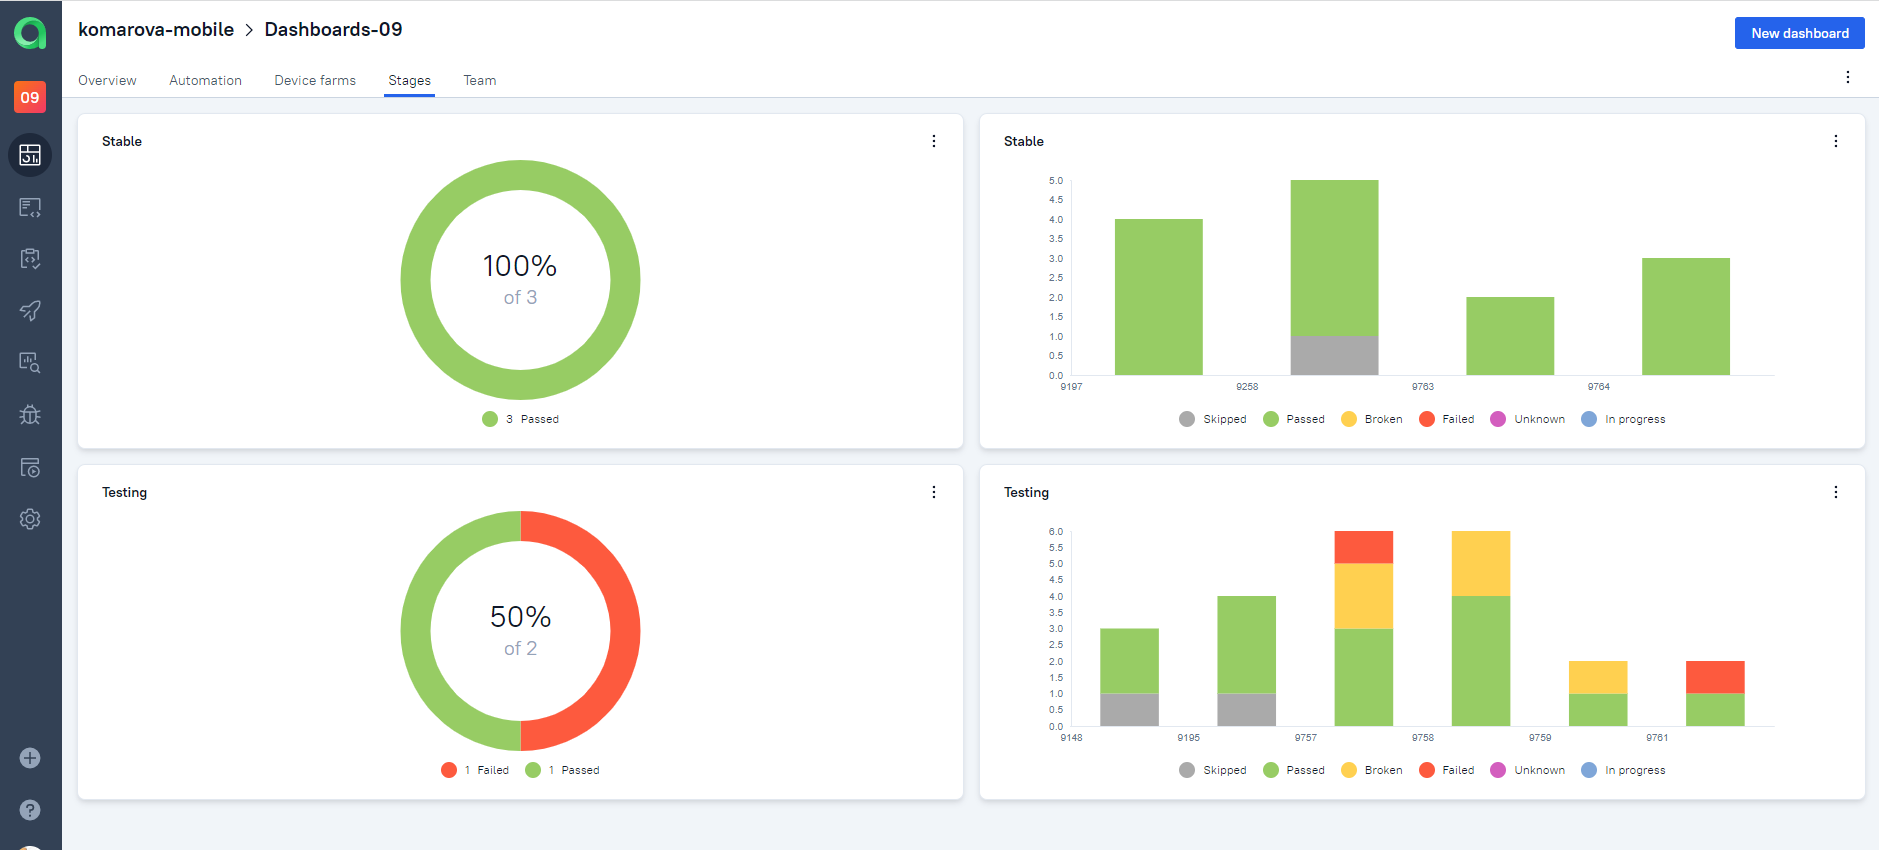 komarova-mobile > Dashboards-09
New dashboard
09
Overview Automation Device farms Stages Team
Stable
100%
of 3
3 Passed
Stable
5.0
4.5
4.0
3.5
3.0
2.5
2.0
1.5
1.0
0.5
0.0
9197 9258 9763 9764
Skipped Passed Broken Failed Unknown In progress
Testing
50%
of 2
1 Failed 1 Passed
Testing
6.0
5.5
5.0
4.5
4.0
3.5
3.0
2.5
2.0
1.5
1.0
0.5
0.0
9148 9195 9757 9758 9759 9761
Skipped Passed Broken Failed Unknown In progress
?